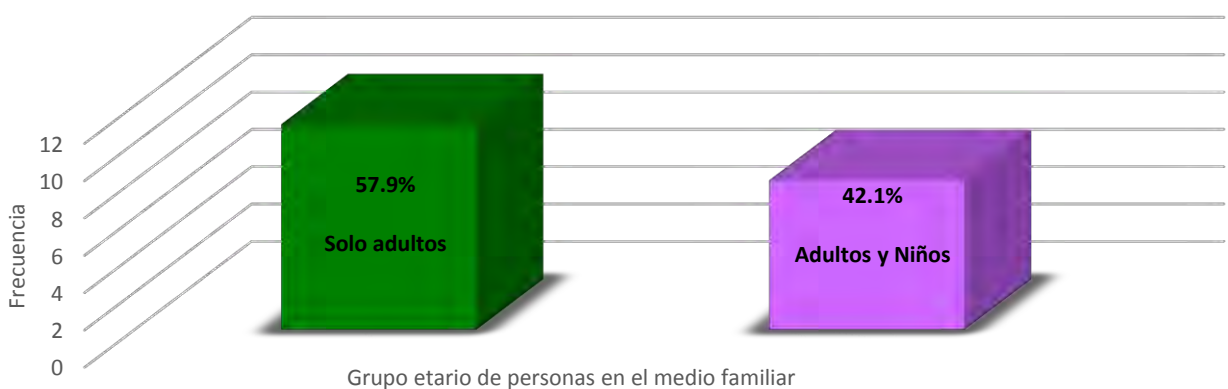 12
10
8
6
4
2
0
Frecuencia
57.9%
Solo adultos
42.1%
Adultos y Niños
Grupo etario de personas en el medio familiar